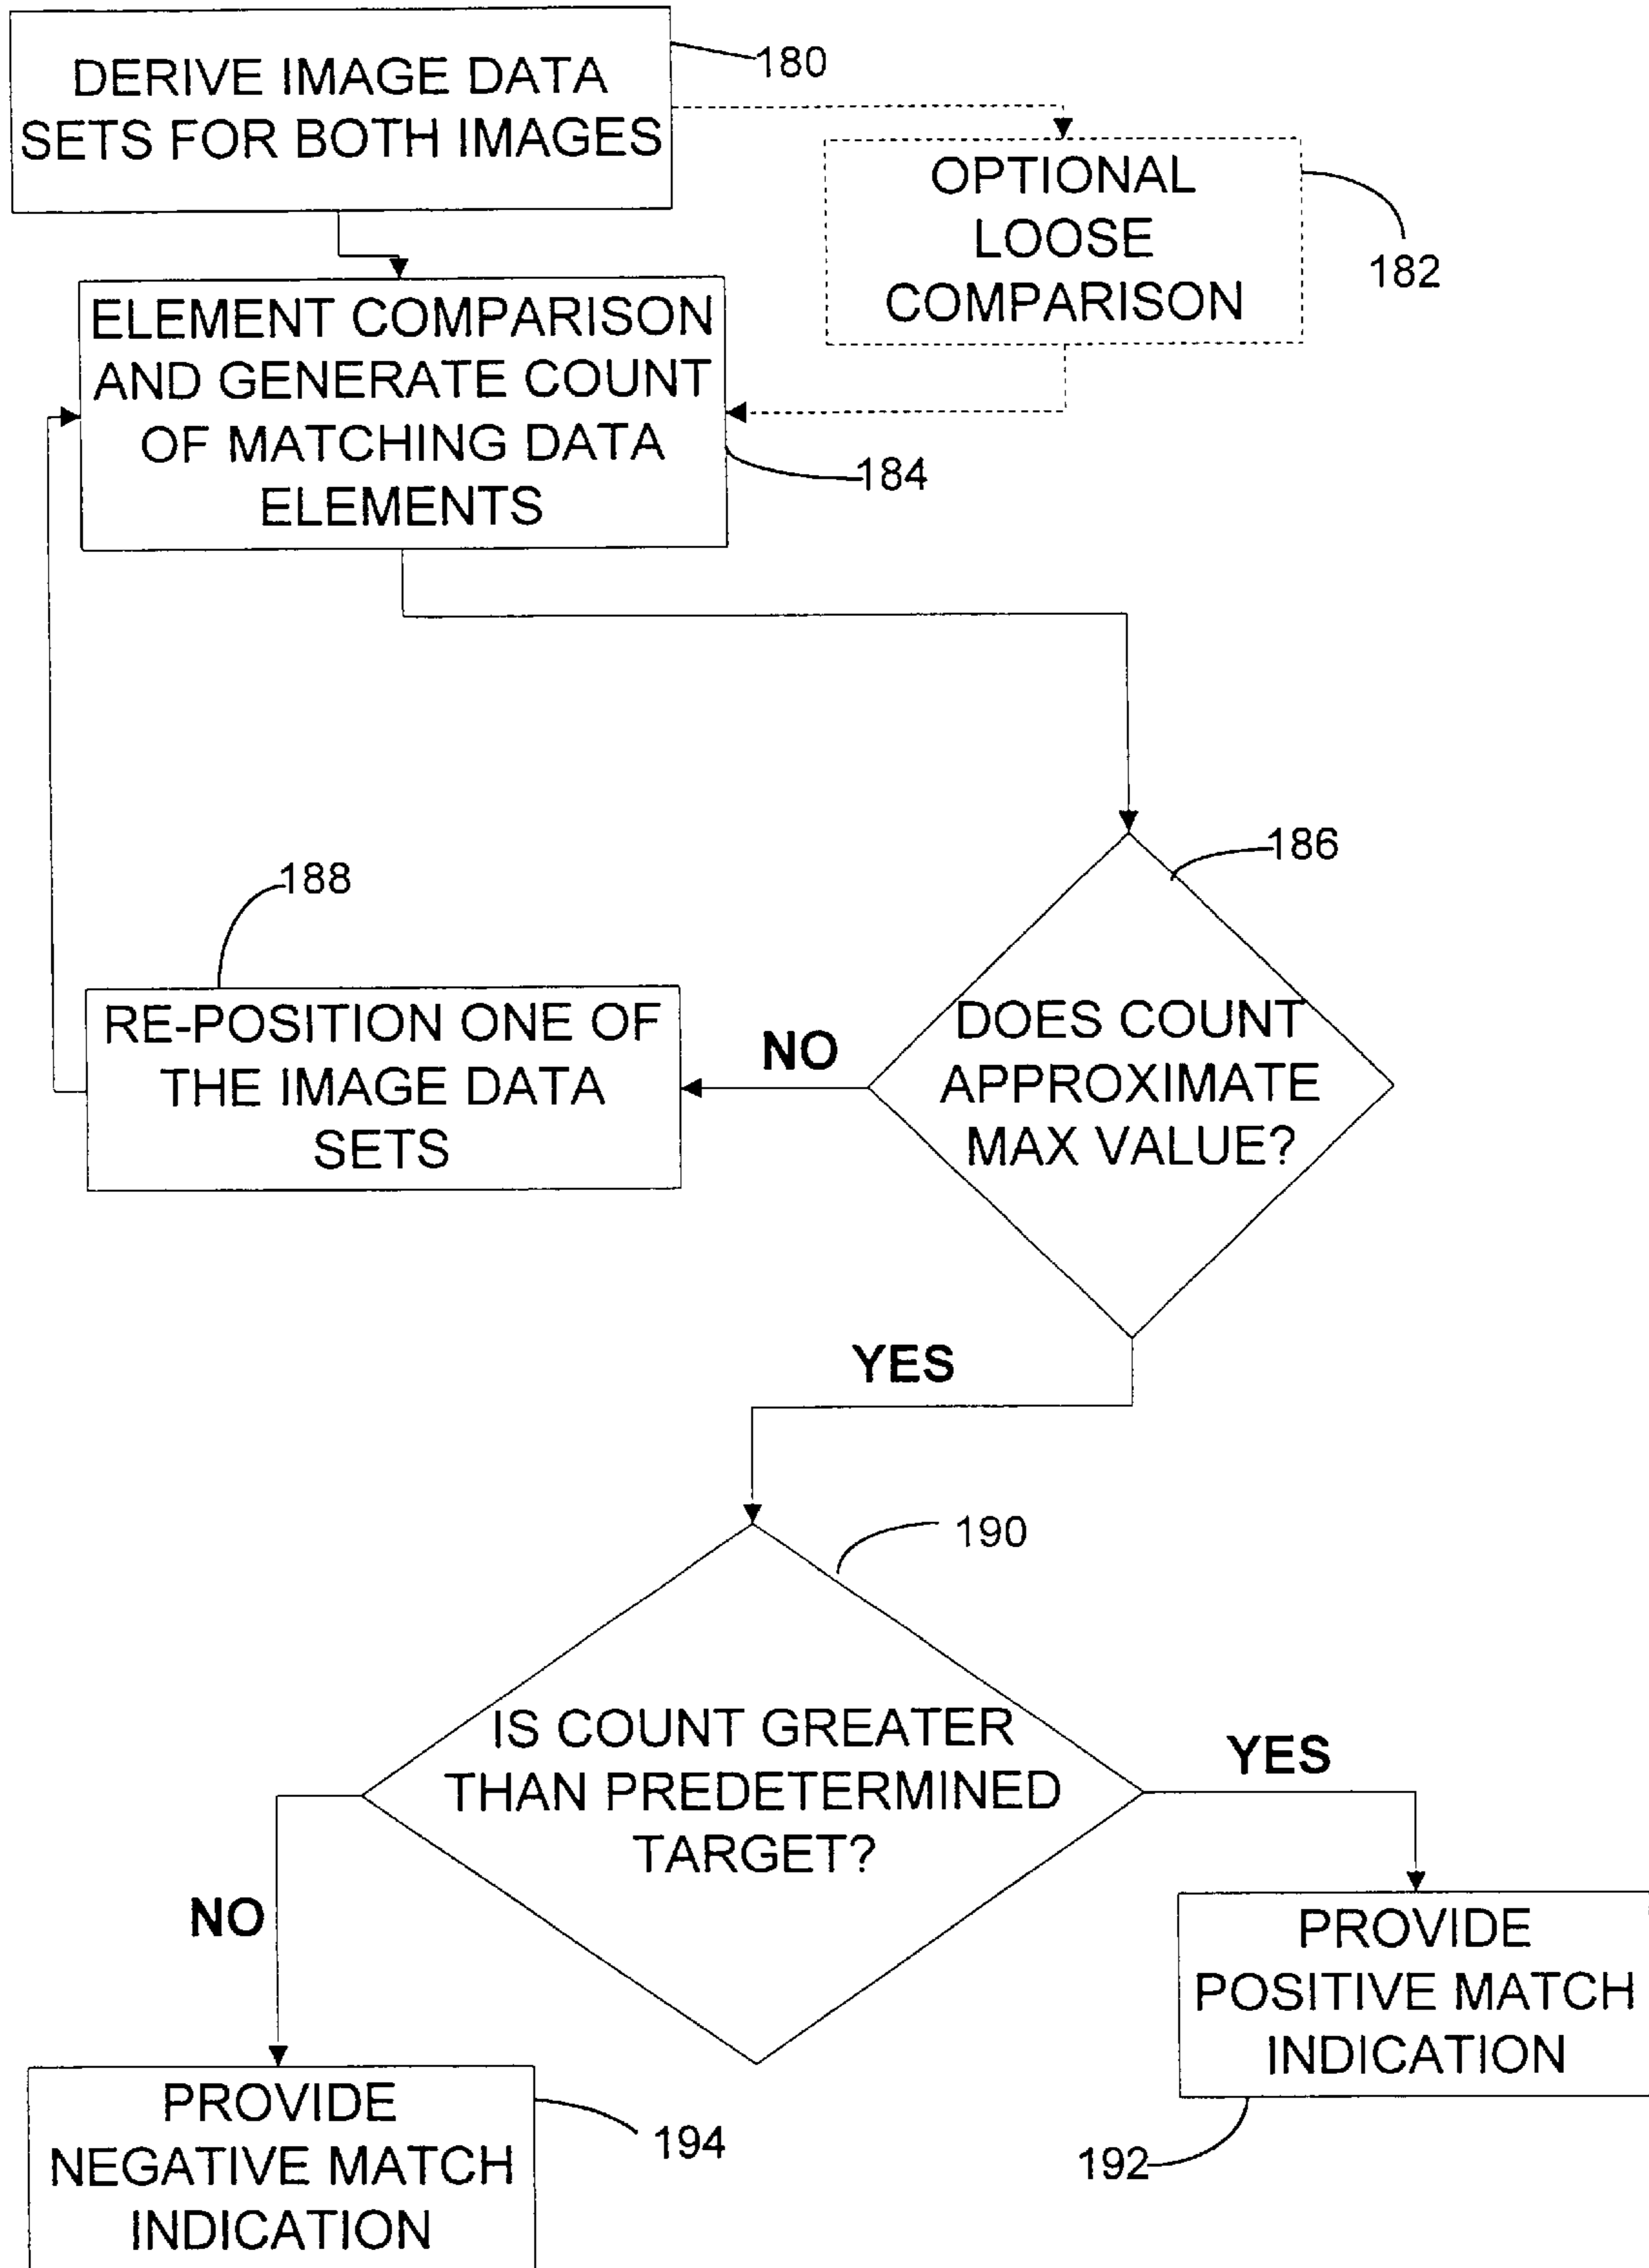 DERIVE IMAGE DATA
SETS FOR BOTH IMAGES
180
OPTIONAL
LOOSE
COMPARISON
182
ELEMENT COMPARISON
AND GENERATE COUNT
OF MATCHING DATA
ELEMENTS
184
186
188
DOES COUNT
APPROXIMATE
MAX VALUE?
NO
RE-POSITION ONE OF
THE IMAGE DATA
SETS
YES
190
IS COUNT GREATER
THAN PREDETERMINED
TARGET?
YES
NO
PROVIDE
POSITIVE MATCH
INDICATION
192
PROVIDE
NEGATIVE MATCH
INDICATION
194